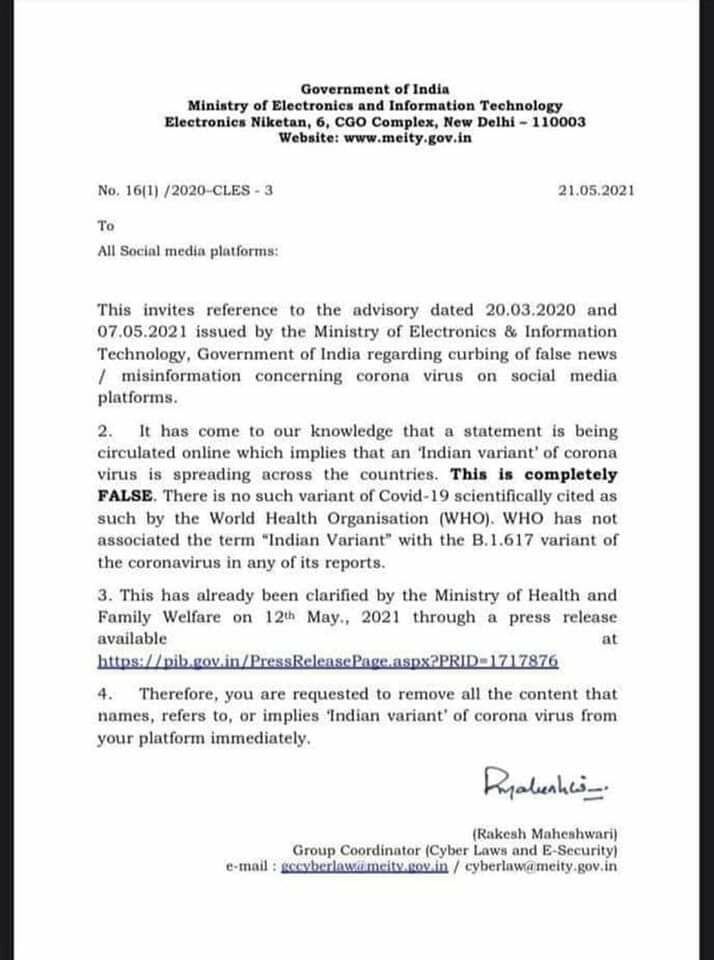 Government of India
Ministry of Electronics and Information Technology
Electronics Niketan, 6, CGO Complex, New Delhi – 110003
Website: www.meity.gov.in
No. 16(1) /2020-CLES - 3 21.05.2021
To
All Social media platforms:
This invites reference to the advisory dated 20.03.2020 and
07.05.2021 issued by the Ministry of Electronics & Information
Technology, Government of India regarding curbing of false news
/ misinformation concerning corona virus on social media
platforms.
2. It has come to our knowledge that a statement is being
circulated online which implies that an ‘Indian variant’ of corona
virus is spreading across the countries. This is completely
FALSE. There is no such variant of Covid-19 scientifically cited as
such by the World Health Organisation (WHO). WHO has not
associated the term “Indian Variant” with the B.1.617 variant of
the coronavirus in any of its reports.
3. This has already been clarified by the Ministry of Health and
Family Welfare on 12th May., 2021 through a press release
available at
https://pib.gov.in/PressReleasePage.aspx?PRID=1717876
4. Therefore, you are requested to remove all the content that
names, refers to, or implies ‘Indian variant’ of corona virus from
your platform immediately.
(Rakesh Maheshwari)
Group Coordinator (Cyber Laws and E-Security)
e-mail : gccyberlaw@meity.gov.in / cyberlaw@meity.gov.in